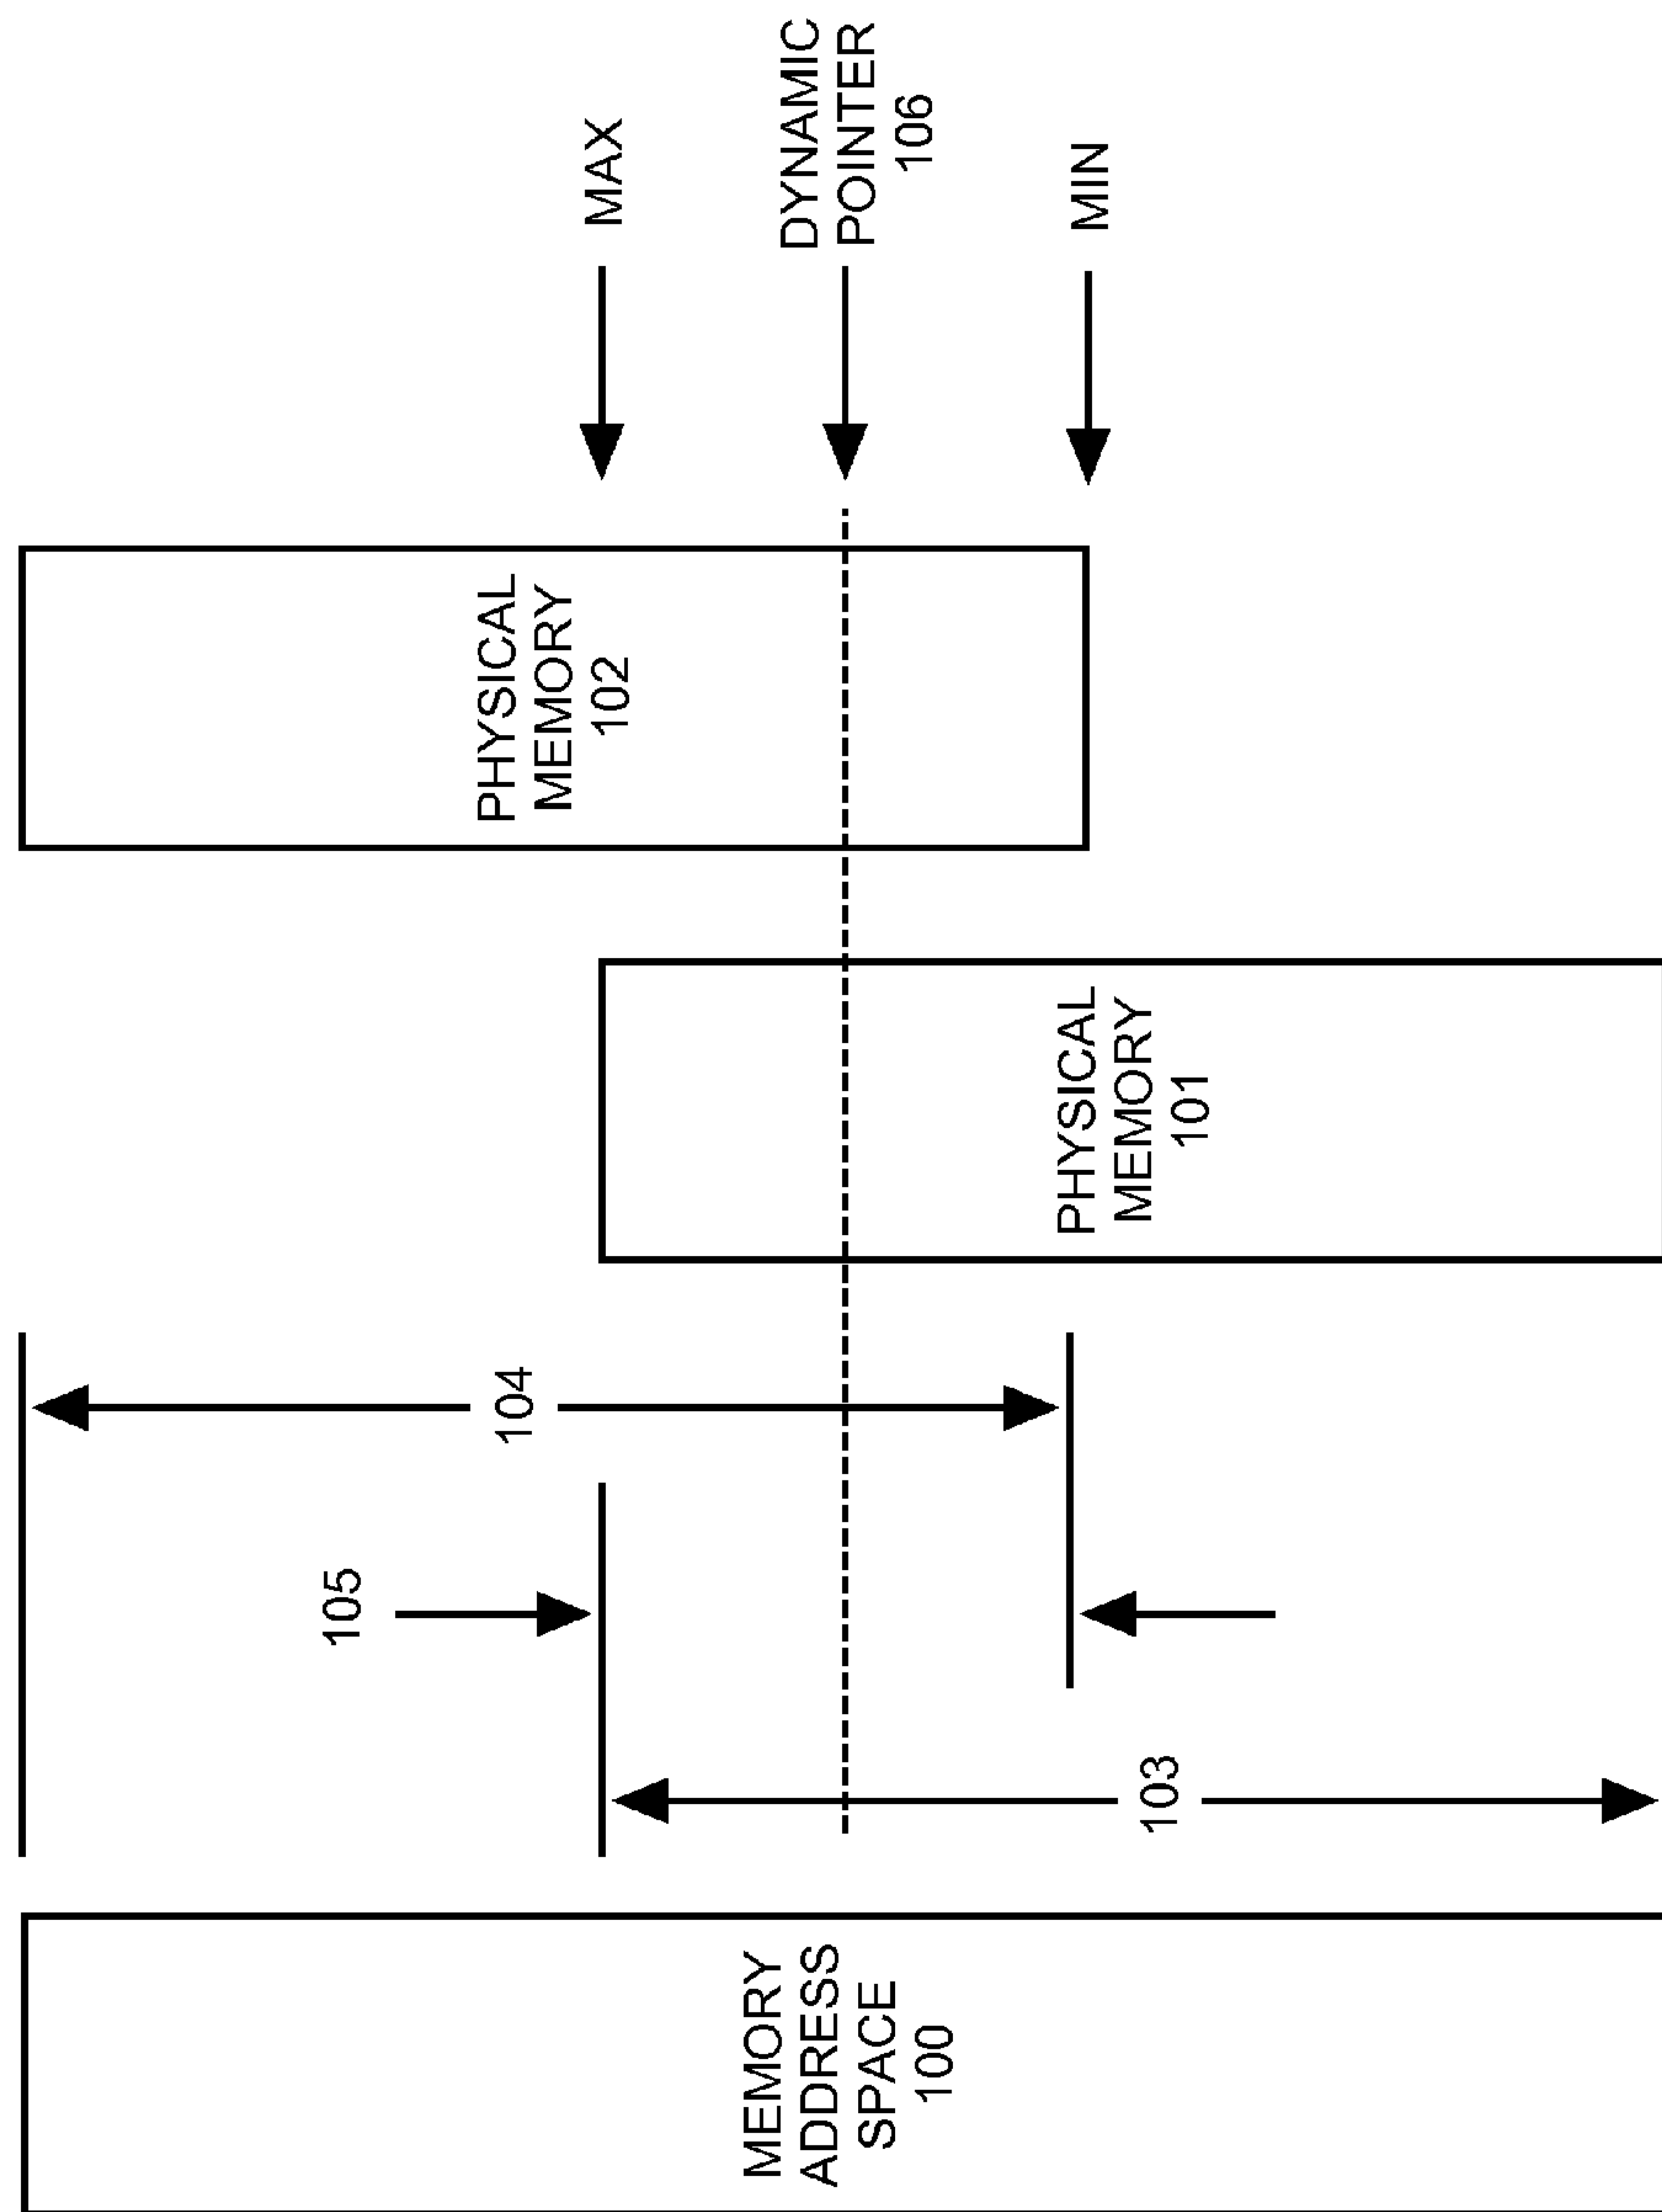 MEMORY
ADDRESS
SPACE
100
103
105
104
PHYSICAL
MEMORY
101
PHYSICAL
MEMORY
102
MAX
DYNAMIC
POINTER
106
MIN